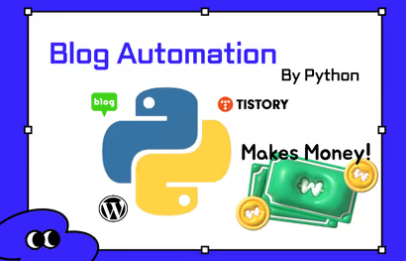 Blog Automation
By Python
blog
TISTORY
Makes Money!